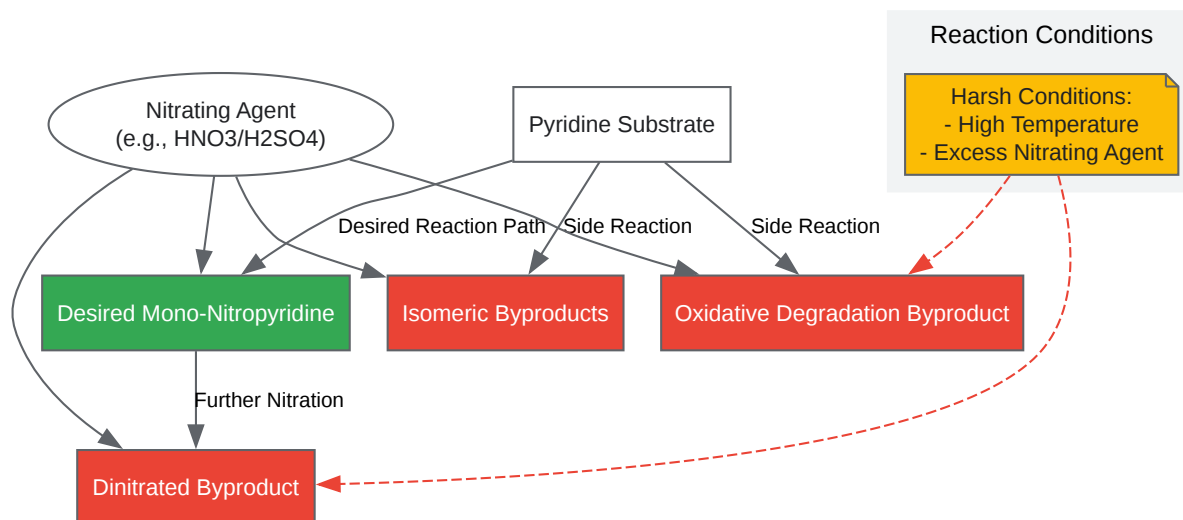 Reaction Conditions
Nitrating Agent
(e.g., HNO3/H2SO4)
Pyridine Substrate
Harsh Conditions:
- High Temperature
- Excess Nitrating Agent
Desired Reaction Path
Side Reaction
Side Reaction
Desired Mono-Nitropyridine
Isomeric Byproducts
Oxidative Degradation Byproduct
Further Nitration
Dinitrated Byproduct